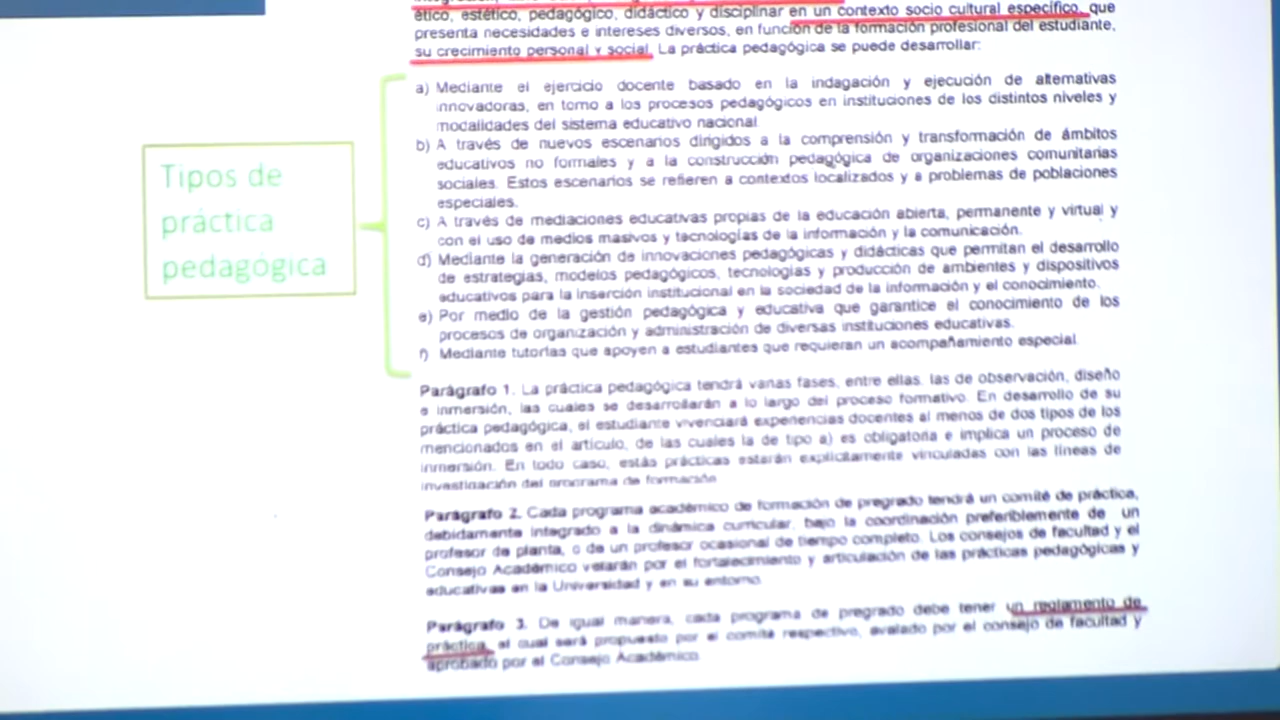 ético, estético, pedagógico, didáctico y disciplinar en un contexto socio cultural específico, que
presenta necesidades e intereses diversos, en función de la formación profesional del estudiante,
su crecimiento personal y social. La práctica pedagógica se puede desarrollar:
Tipos de
práctica
pedagógica
a) Mediante el ejercicio docente basado en la indagación y ejecución de alternativas
innovadoras, en torno a los procesos pedagógicos en instituciones de los distintos niveles y
modalidades del sistema educativo nacional
b) A través de nuevos escenarios dirigidos a la comprensión y transformación de ámbitos
educativos no formales y a la construcción pedagógica de organizaciones comunitarias
sociales. Estos escenarios se refieren a contextos localizados y a problemas de poblaciones
especiales.
c) A través de mediaciones educativas propias de la educación abierta, permanente y virtual y
con el uso de medios masivos y tecnologías de la información y la comunicación.
d) Mediante la generación de innovaciones pedagógicas y didácticas que permitan el desarrollo
de estrategias, modelos pedagógicos, tecnologías y producción de ambientes y dispositivos
educativos para la inserción institucional en la sociedad de la información y el conocimiento.
e) Por medio de la gestión pedagógica y educativa que garantice el conocimiento de los
procesos de organización y administración de diversas instituciones educativas.
f) Mediante tutorías que apoyen a estudiantes que requieran un acompañamiento especial
Parágrafo 1. La práctica pedagógica tendrá varias fases, entre ellas, las de observación, diseño
e inmersión, las cuales se desarrollarán a lo largo del proceso formativo. En desarrollo de su
práctica pedagógica, el estudiante vivenciará experiencias docentes al menos de dos tipos de los
mencionados en el artículo, de las cuales la de tipo a) es obligatoria e implica un proceso de
inmersión. En todo caso, estás prácticas estarán explícitamente vinculadas con las líneas de
investigación del programa de formación
Parágrafo 2. Cada programa académico de formación de pregrado tendrá un comité de práctica,
debidamente integrado a la dinámica curricular, bajo la coordinación preferiblemente de un
profesor de planta, o de un profesor ocasional de tiempo completo. Los consejos de facultad y el
Consejo Académico velarán por el fortalecimiento y articulación de las prácticas pedagógicas y
educativas en la Universidad y en su entorno.
Parágrafo 3. De igual manera, cada programa de pregrado debe tener un reglamento de
práctica, el cual será propuesto por el comité respectivo, avalado por el consejo de facultad y
aprobado por el Consejo Académico.